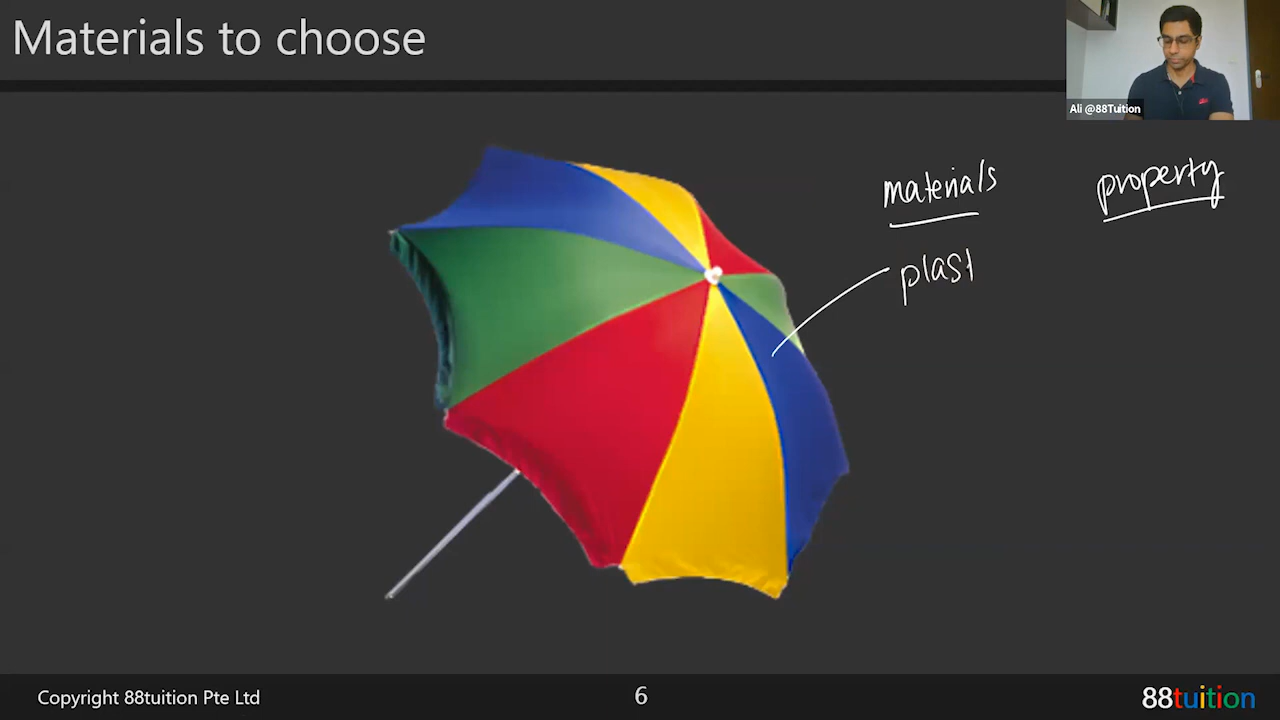 Materials to choose
Ali @88Tuition
materials property
plast
Copyright 88tuition Pte Ltd
6
88tuition